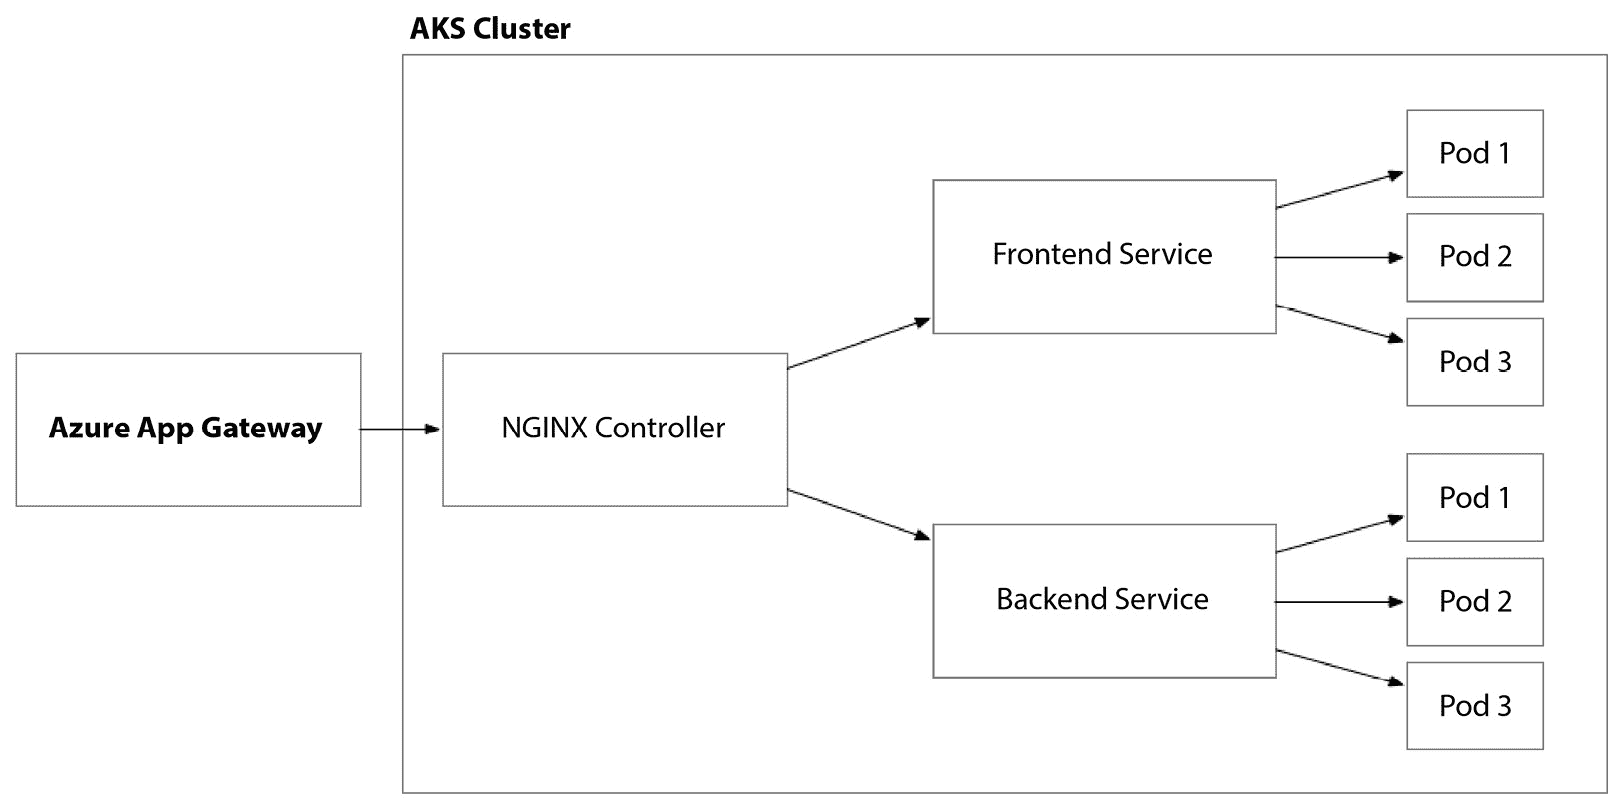 AKS Cluster
Azure App Gateway
NGINX Controller
Frontend Service
Pod 1
Pod 2
Pod 3
Backend Service
Pod 1
Pod 2
Pod 3